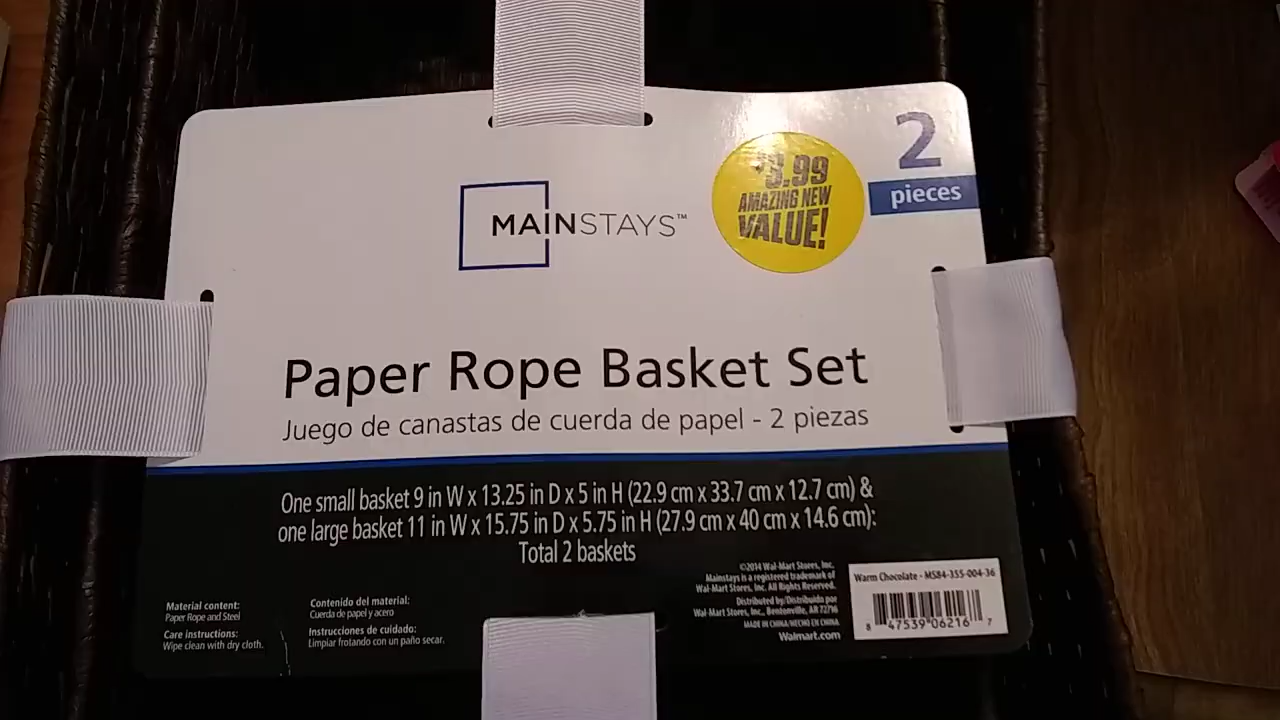 2
pieces
MAINSTAYS™
.99
AMAZING NEW
VALUE!
Paper Rope Basket Set
Juego de canastas de cuerda de papel - 2 piezas
One small basket 9 in W x 13.25 in D x 5 in H (22.9 cm x 33.7 cm x 12.7 cm) &
one large basket 11 in W x 15.75 in D x 5.75 in H (27.9 cm x 40 cm x 14.6 cm):
Total 2 baskets
Material content:
Paper Rope and Steel
Care instructions:
Wipe clean with dry cloth.
Contenido del material:
Cuerda de papel y acero
Instrucciones de cuidado:
Limpiar frotando con un paño secar.
©2014 Wal-Mart Stores, Inc.
Mainstays is a registered trademark of
Wal-Mart Stores, Inc. All Rights Reserved.
Distributed by/Distribuido por
Wal-Mart Stores, Inc., Bentonville, AR 72716
MADE IN CHINA/HECHO EN CHINA
Walmart.com
Warm Chocolate - MS84-355-004-36
8 47539 06216 7